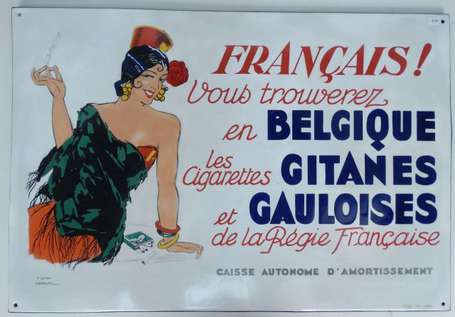 FRANÇAIS!
Vous trouverez
en BELGIQUE
les Cigarettes GITANES
et GAULOISES
de la Régie Française
CAISSE AUTONOME D'AMORTISSEMENT